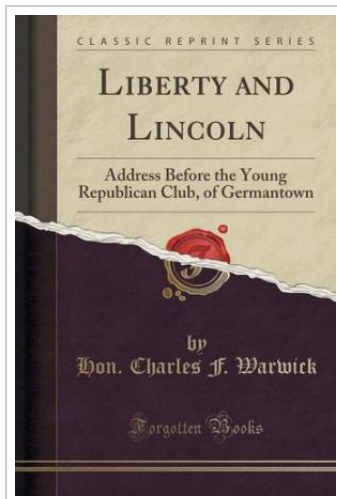 CLASSIC REPRINT SERIES
LIBERTY AND
LINCOLN
Address Before the Young
Republican Club, of Germantown
F
by
Hon. Charles F. Warwick
Forgotten Books